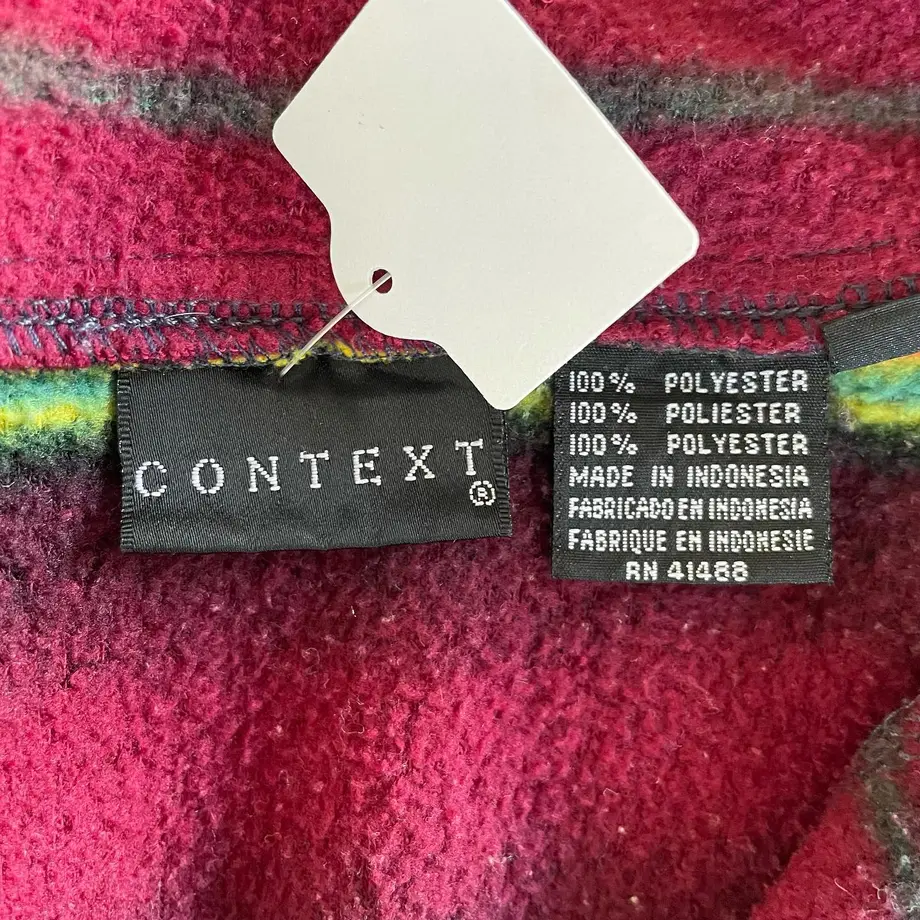 CONTEXT
®
100% POLYESTER
100% POLIESTER
100% POLYESTER
MADE IN INDONESIA
FABRICADO EN INDONESIA
FABRIQUE EN INDONESIE
RN 41488